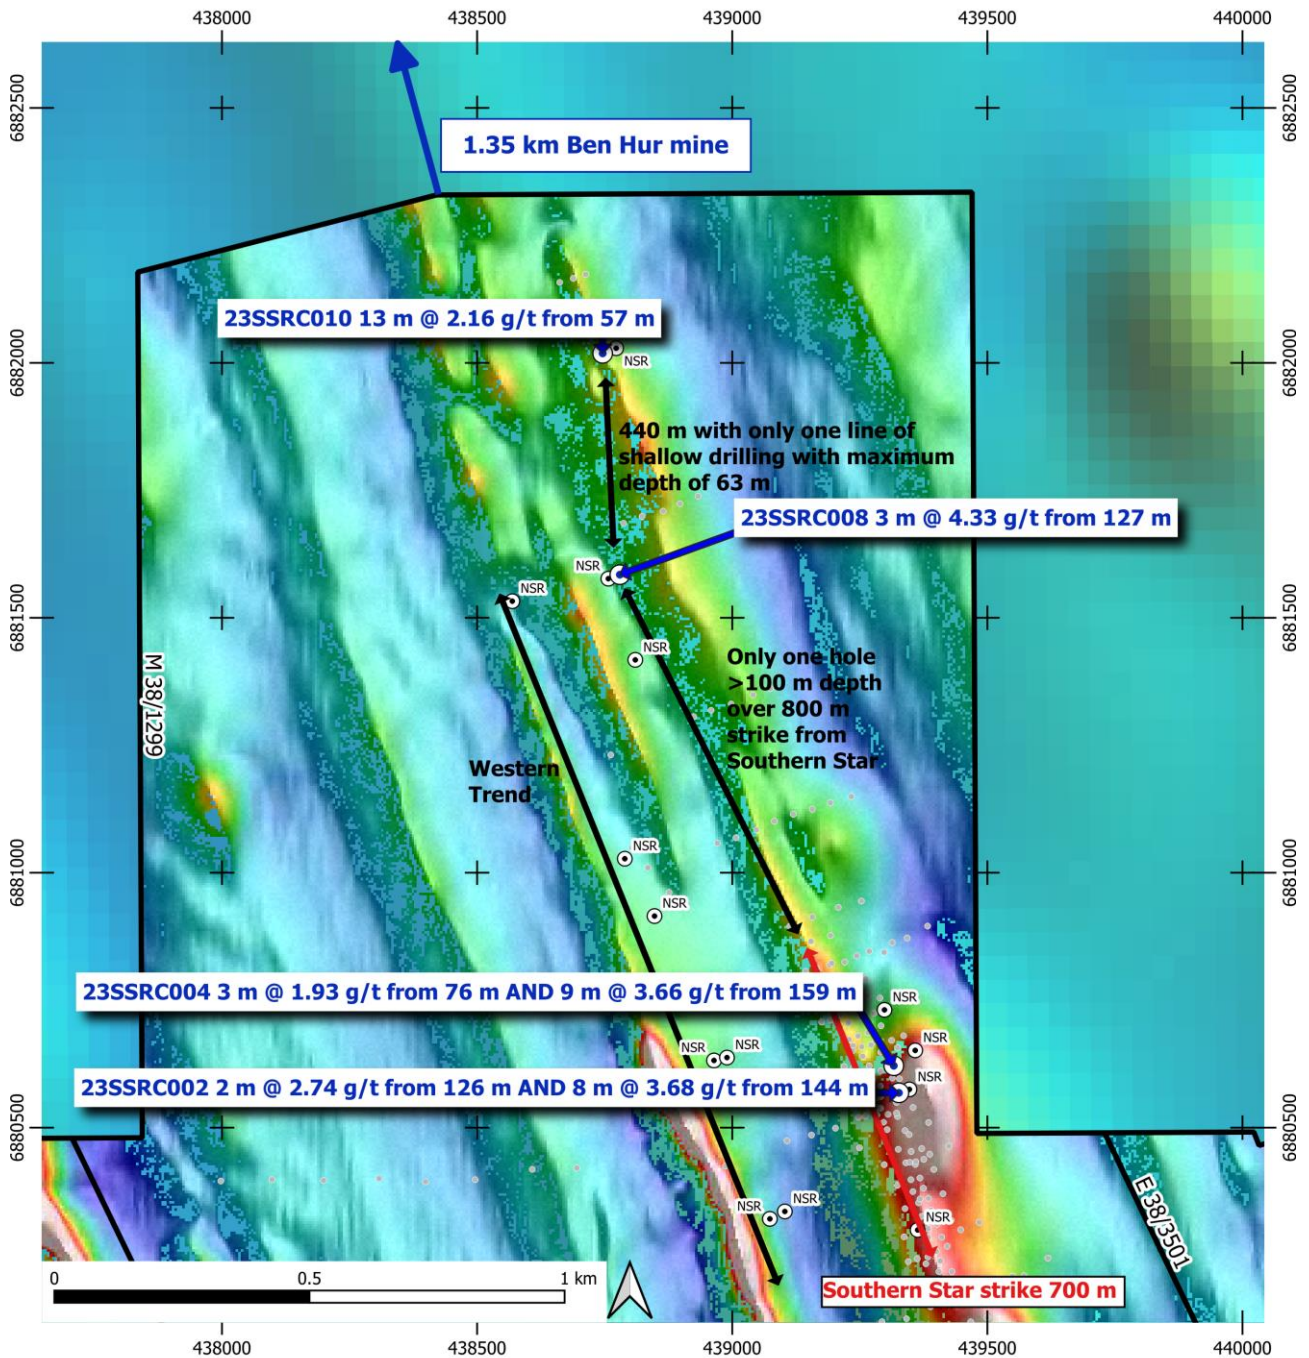 438000 438500 439000 439500 440000
6882500
6882500
1.35 km Ben Hur mine
23SSRC010 13 m @ 2.16 g/t from 57 m
NSR
6882000
6882000
440 m with only one line of
shallow drilling with maximum
depth of 63 m
23SSRC008 3 m @ 4.33 g/t from 127 m
NSR
NSR
6881500
6881500
NSR
M 38/1299
Only one hole
>100 m depth
over 800 m
strike from
Southern Star
Western
Trend
NSR
6881000
6881000
NSR
23SSRC004 3 m @ 1.93 g/t from 76 m AND 9 m @ 3.66 g/t from 159 m
NSR
NSR
NSR
NSR
23SSRC002 2 m @ 2.74 g/t from 126 m AND 8 m @ 3.68 g/t from 144 m
NSR
6880500
6880500
E 38/3501
NSR
NSR
NSR
0 0.5 1 km
Southern Star strike 700 m
438000 438500 439000 439500 440000